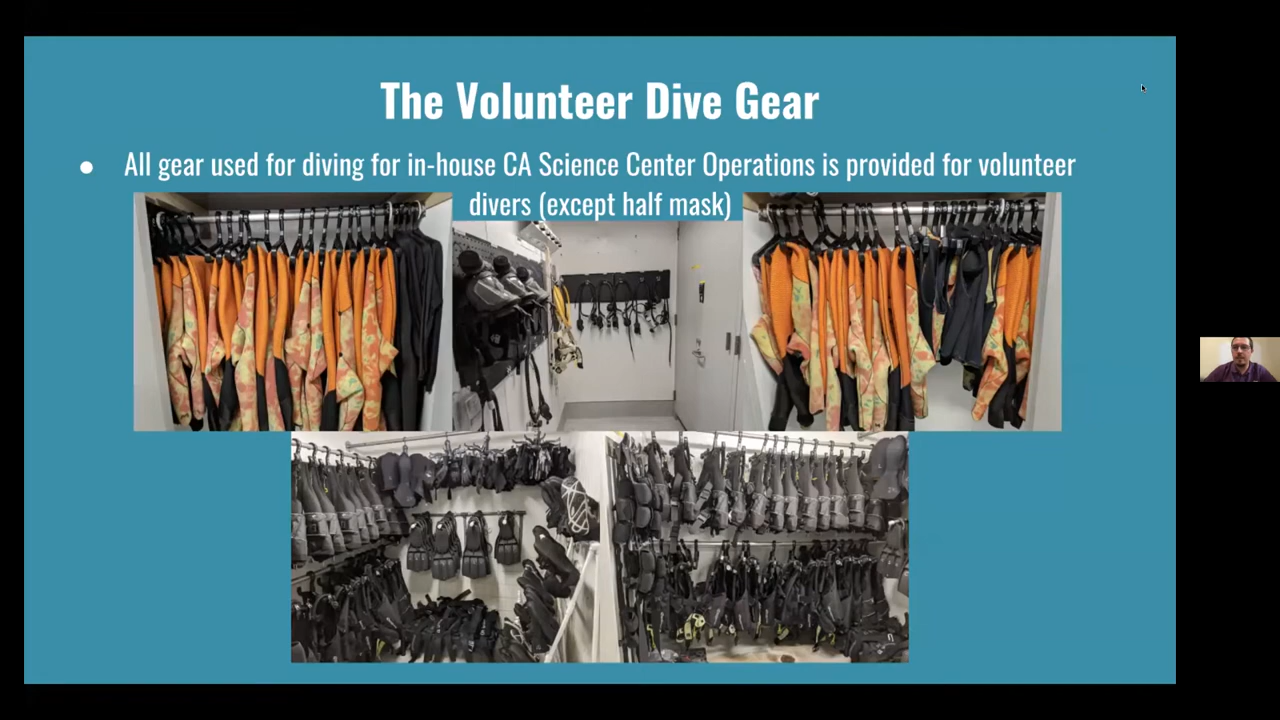 The Volunteer Dive Gear
● All gear used for diving for in-house CA Science Center Operations is provided for volunteer
divers (except half mask)